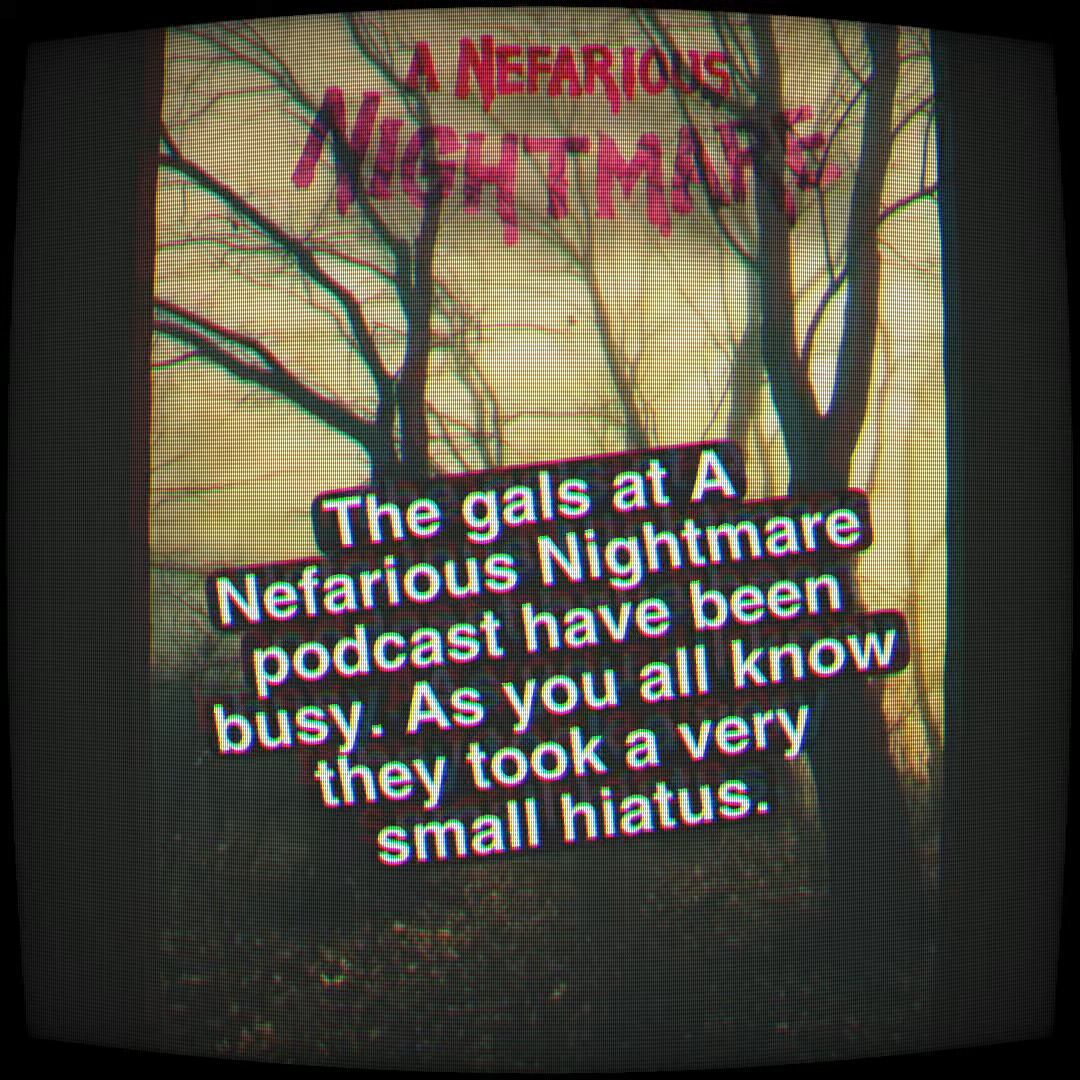 A NEFARIOUS
NIGHTMARE
The gals at A
Nefarious Nightmare
podcast have been
busy. As you all know
they took a very
small hiatus.